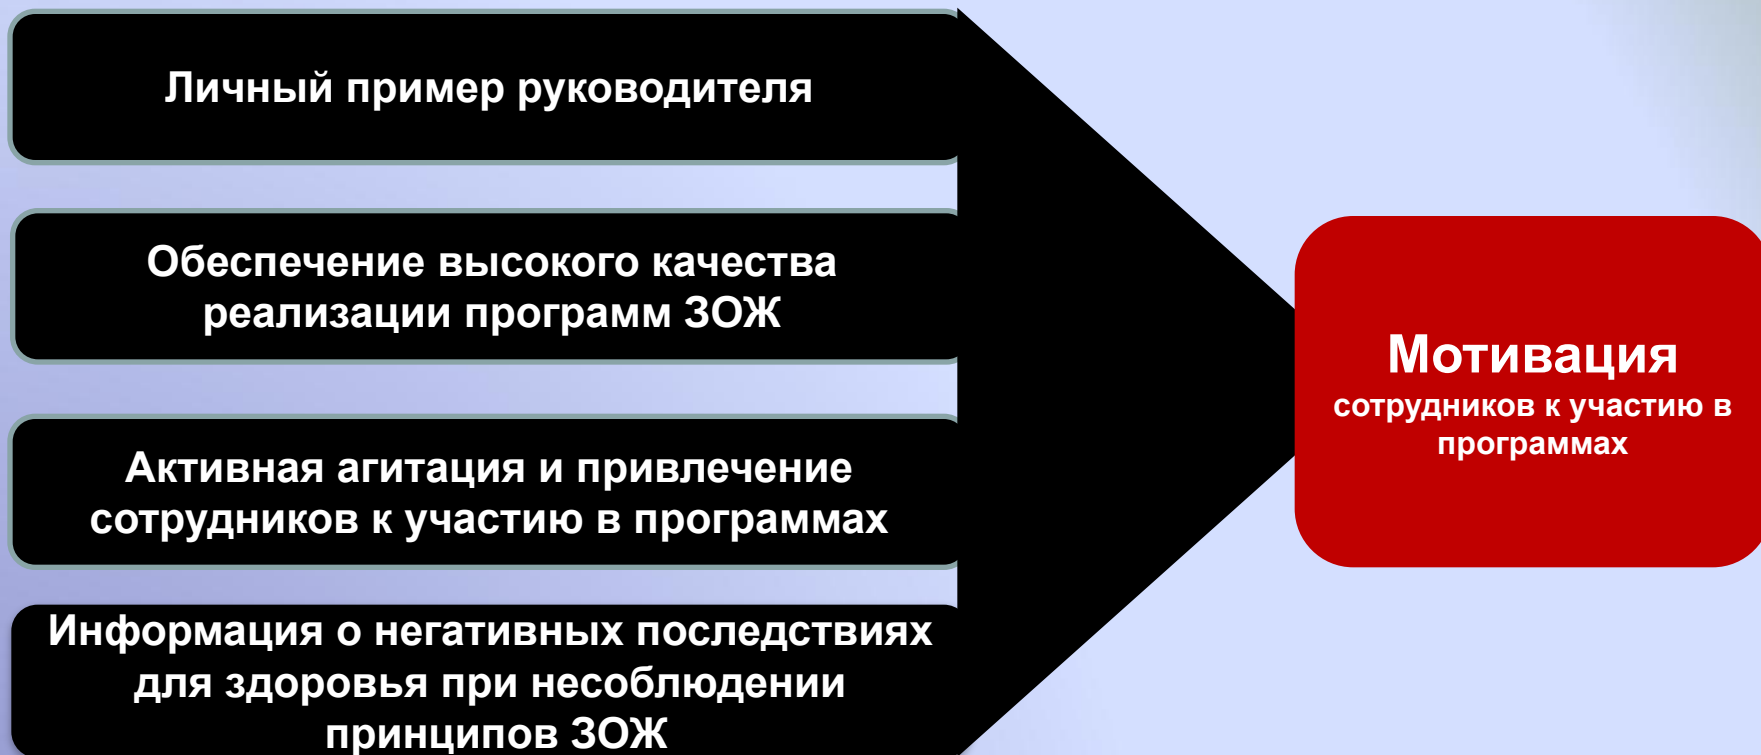 Личный пример руководителя
Обеспечение высокого качества
реализации программ ЗОЖ
Активная агитация и привлечение
сотрудников к участию в программах
Информация о негативных последствиях
для здоровья при несоблюдении
принципов ЗОЖ
Мотивация
сотрудников к участию в
программах